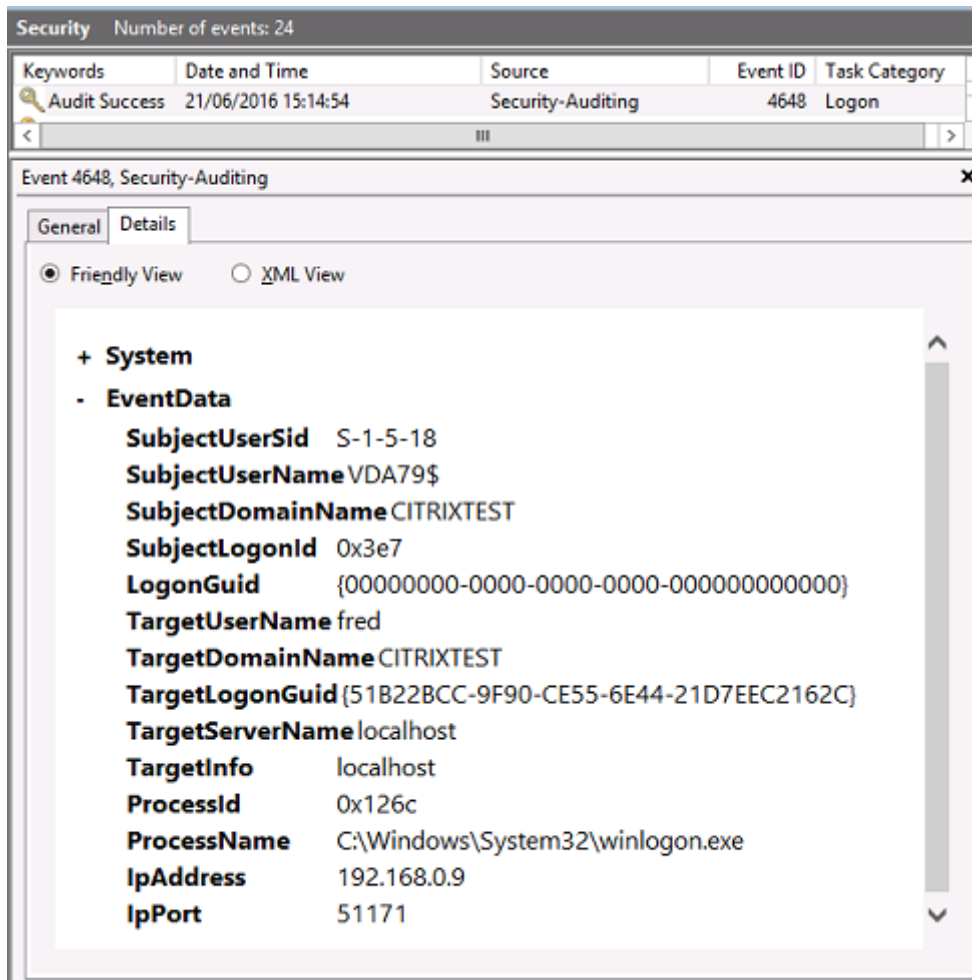 Security Number of events: 24
Keywords Date and Time Source Event ID Task Category
Audit Success 21/06/2016 15:14:54 Security-Auditing 4648 Logon
Event 4648, Security-Auditing
General Details
Friendly View XML View
+ System
- EventData
SubjectUserSid S-1-5-18
SubjectUserName VDA79$
SubjectDomainName CITRIXTEST
SubjectLogonId 0x3e7
LogonGuid {00000000-0000-0000-0000-000000000000}
TargetUserName fred
TargetDomainName CITRIXTEST
TargetLogonGuid {51B22BCC-9F90-CE55-6E44-21D7EEC2162C}
TargetServerName localhost
TargetInfo localhost
ProcessId 0x126c
ProcessName C:\Windows\System32\winlogon.exe
IpAddress 192.168.0.9
IpPort 51171